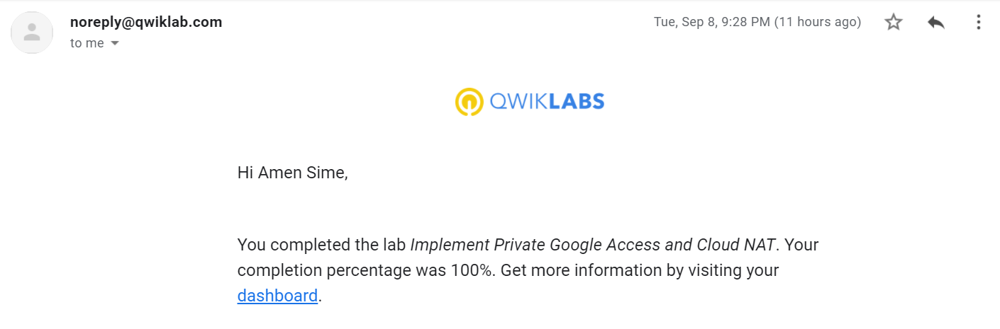 noreply@qwiklab.com
Tue, Sep 8, 9:28 PM (11 hours ago)
to me
QWIKLABS
Hi Amen Sime,
You completed the lab Implement Private Google Access and Cloud NAT. Your
completion percentage was 100%. Get more information by visiting your
dashboard.